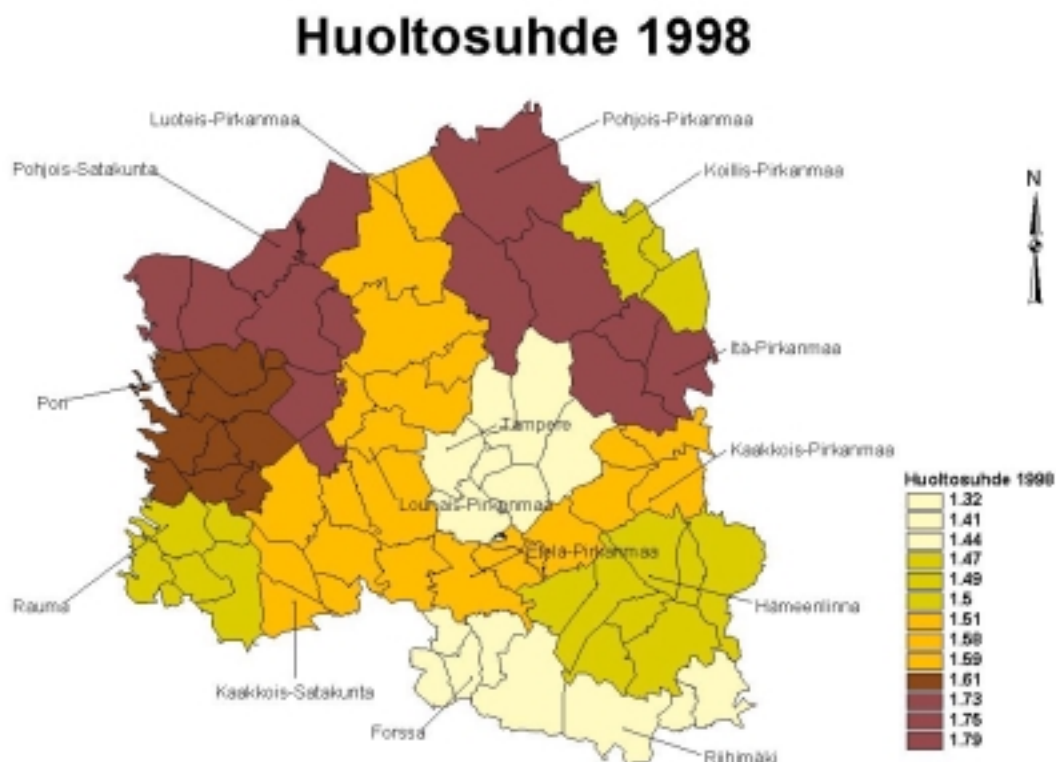 Huoltosuhde 1998
Luoteis-Pirkanmaa
Pohjois-Pirkanmaa
Pohjois-Satakunta
Koillis-Pirkanmaa
N
Itä-Pirkanmaa
Pori
Tampere
Kaakkois-Pirkanmaa
Lounais-Pirkanmaa
Etelä-Pirkanmaa
Rauma
Hämeenlinna
Kaakkois-Satakunta
Forssa
Riihimäki
Huoltosuhde 1998
1.32
1.41
1.44
1.47
1.49
1.5
1.51
1.58
1.59
1.61
1.73
1.75
1.79